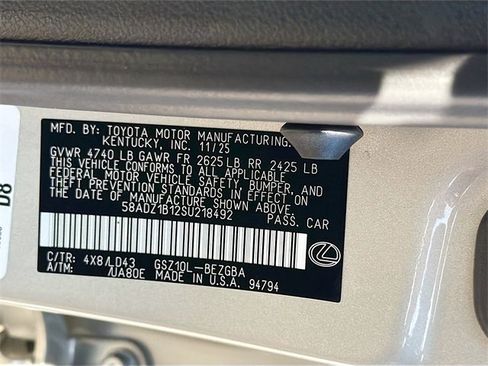 MFD. BY: TOYOTA MOTOR MANUFACTURING,
KENTUCKY, INC. 11/25
GVWR 4740 LB GAWR FR 2625 LB RR 2425 LB
THIS VEHICLE CONFORMS TO ALL APPLICABLE
FEDERAL MOTOR VEHICLE SAFETY, BUMPER, AND
THEFT PREVENTION STANDARDS IN EFFECT ON
THE DATE OF MANUFACTURE SHOWN ABOVE.
58ADZ1B12SU218492 PASS. CAR
C/TR: 4X8/LD43 GSZ10L-BEZGBA
A/TM: /UA80E MADE IN U.S.A. 94794
D8